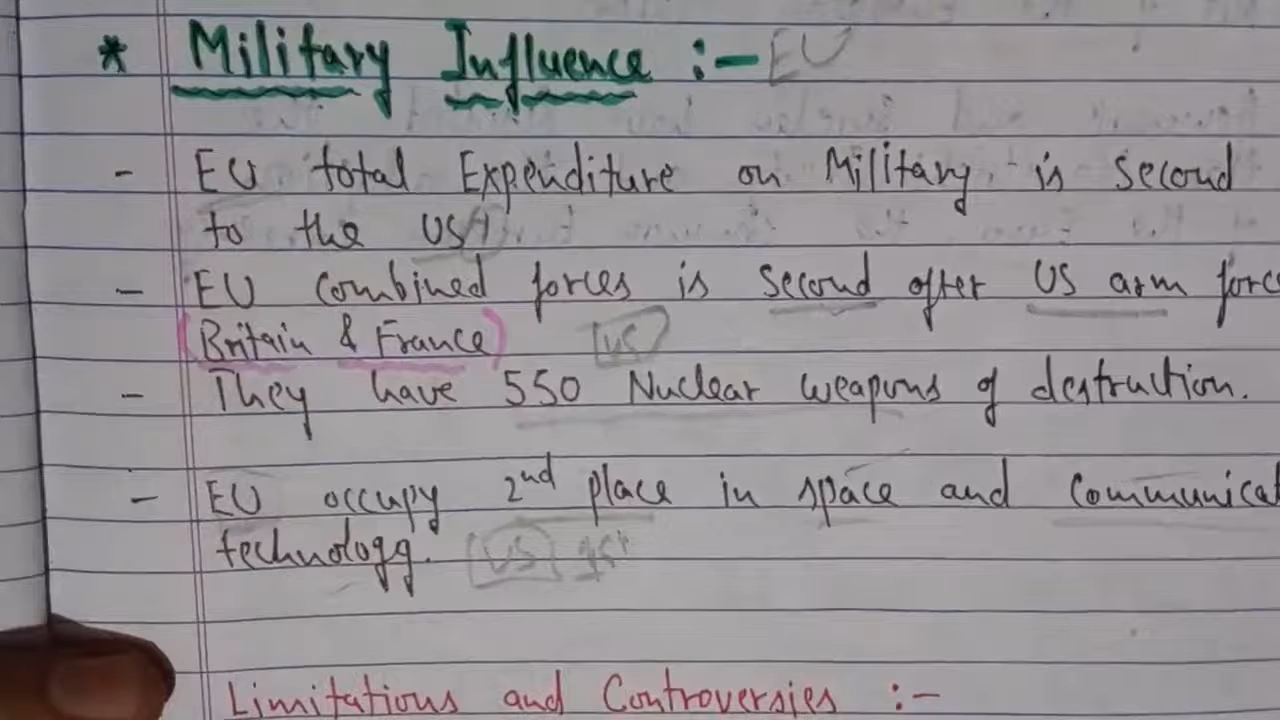 * Military Influence :- EU
- EU total Expenditure on Military is second
to the USA
- EU combined forces is second after US arm forc
(Britain & France) US
- They have 550 Nuclear weapons of destruction.
- EU occupy 2nd place in space and communicat
technology. US 1st
Limitations and Controversies :-